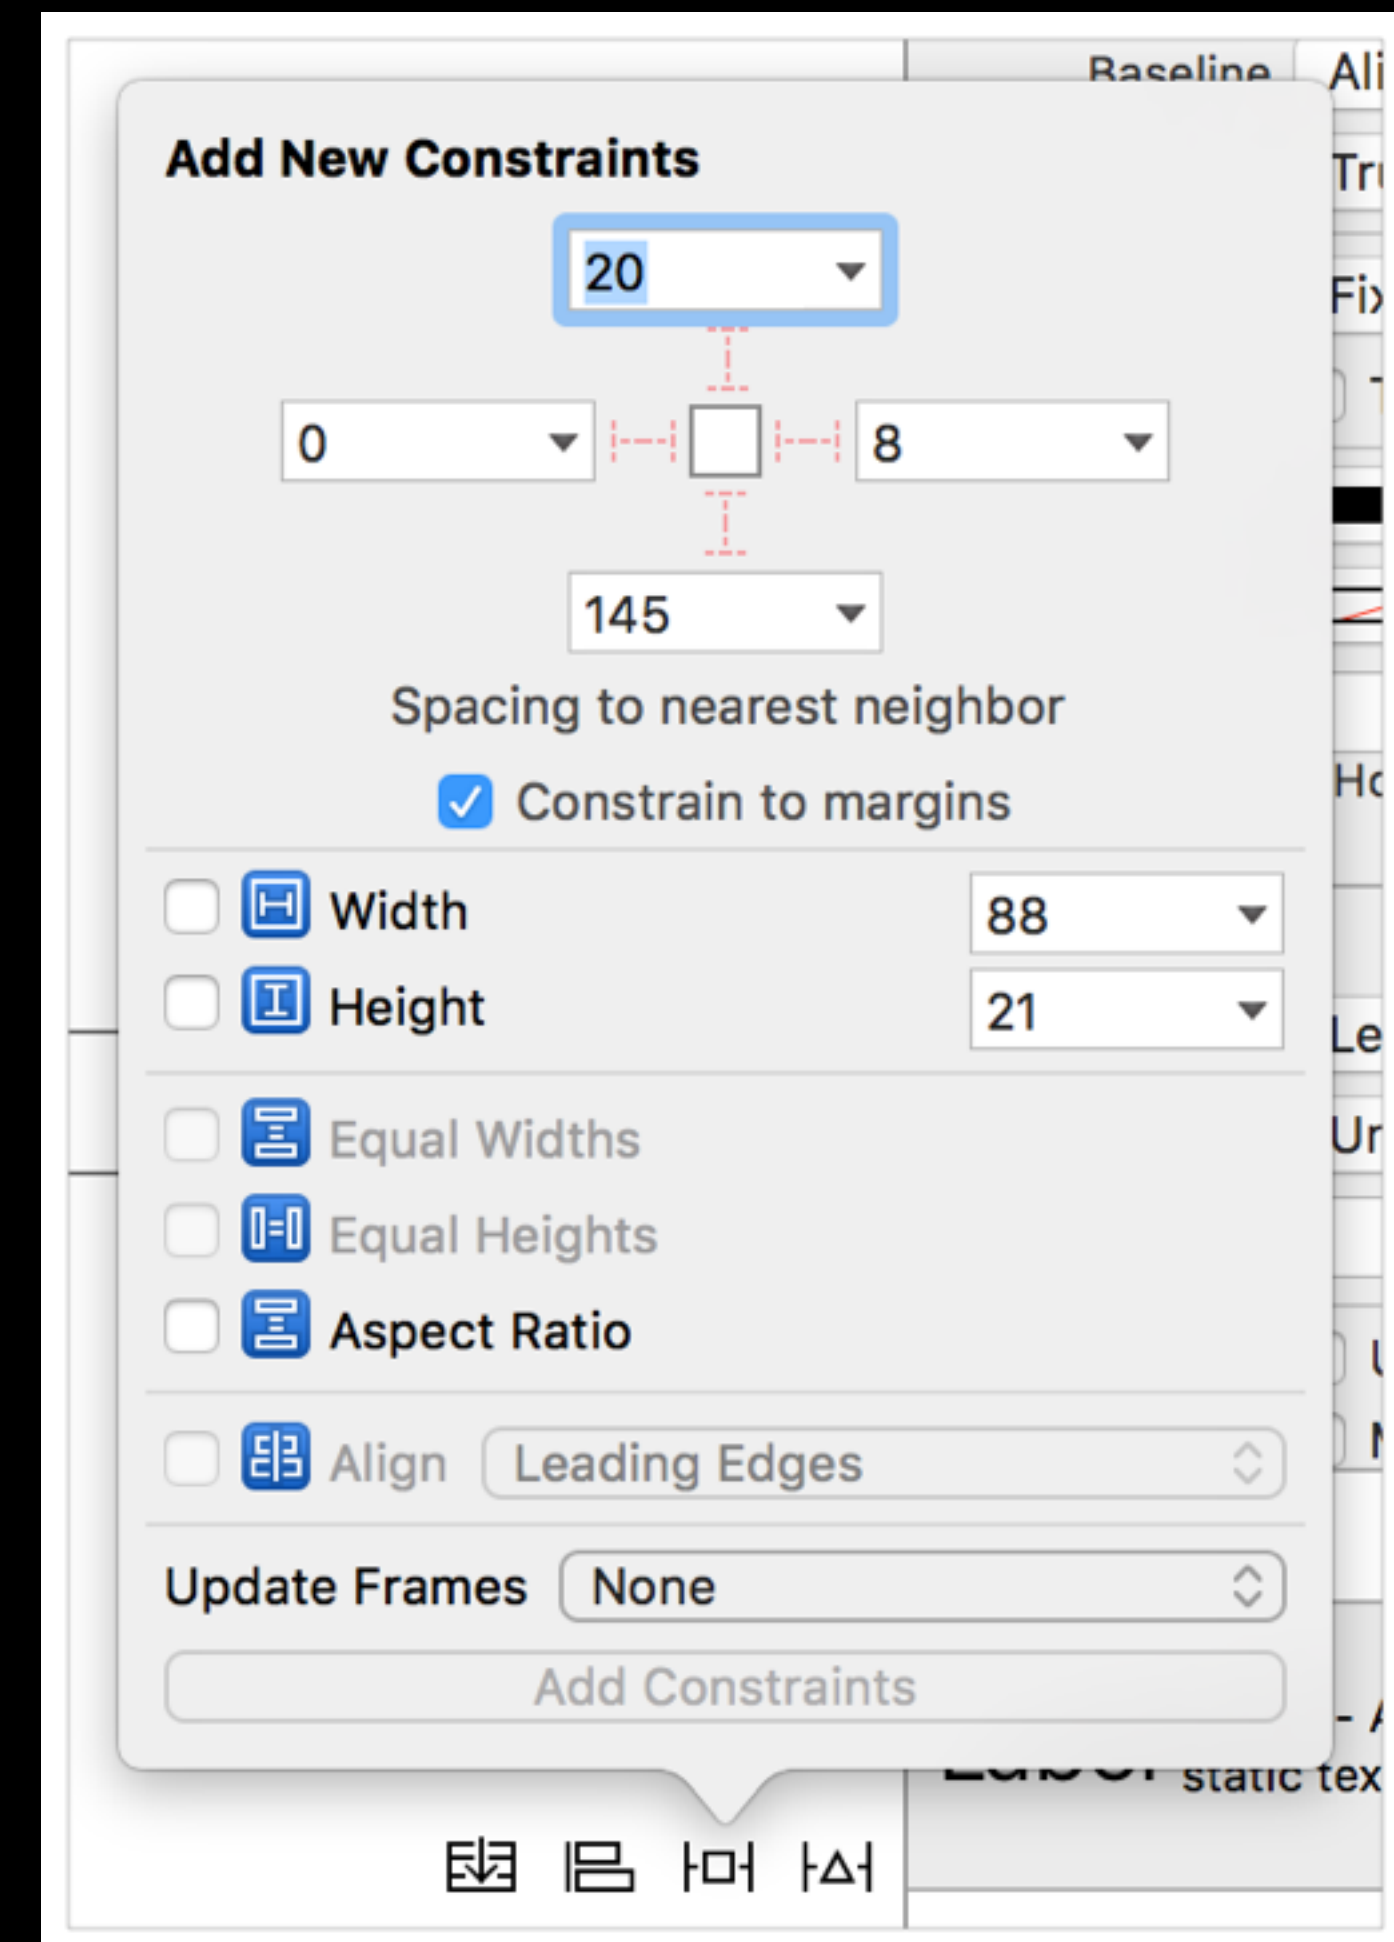 Baseline
Add New Constraints
20
0
8
145
Spacing to nearest neighbor
Constrain to margins
Width 88
Height 21
Equal Widths
Equal Heights
Aspect Ratio
Align Leading Edges
Update Frames None
Add Constraints
static